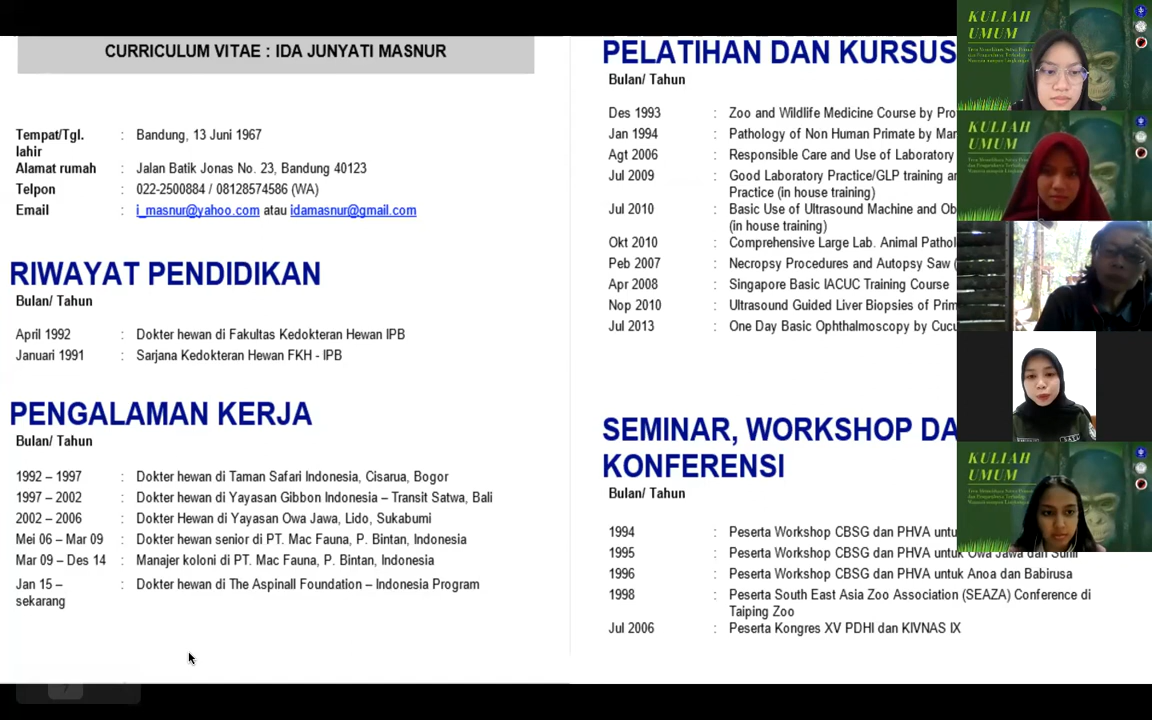 CURRICULUM VITAE : IDA JUNYATI MASNUR
Tempat/Tgl. : Bandung, 13 Juni 1967
lahir
Alamat rumah : Jalan Batik Jonas No. 23, Bandung 40123
Telpon : 022-2500884 / 08128574586 (WA)
Email : i_masnur@yahoo.com atau idamasnur@gmail.com
RIWAYAT PENDIDIKAN
Bulan/ Tahun
April 1992 : Dokter hewan di Fakultas Kedokteran Hewan IPB
Januari 1991 : Sarjana Kedokteran Hewan FKH - IPB
PENGALAMAN KERJA
Bulan/ Tahun
1992 – 1997 : Dokter hewan di Taman Safari Indonesia, Cisarua, Bogor
1997 – 2002 : Dokter hewan di Yayasan Gibbon Indonesia – Transit Satwa, Bali
2002 – 2006 : Dokter Hewan di Yayasan Owa Jawa, Lido, Sukabumi
Mei 06 – Mar 09 : Dokter hewan senior di PT. Mac Fauna, P. Bintan, Indonesia
Mar 09 – Des 14 : Manajer koloni di PT. Mac Fauna, P. Bintan, Indonesia
Jan 15 – : Dokter hewan di The Aspinall Foundation – Indonesia Program
sekarang
PELATIHAN DAN KURSUS
Bulan/ Tahun
Des 1993 : Zoo and Wildlife Medicine Course by Pro
Jan 1994 : Pathology of Non Human Primate by Mar
Agt 2006 : Responsible Care and Use of Laboratory
Jul 2009 : Good Laboratory Practice/GLP training an
Practice (in house training)
Jul 2010 : Basic Use of Ultrasound Machine and Ob
(in house training)
Okt 2010 : Comprehensive Large Lab. Animal Pathol
Peb 2007 : Necropsy Procedures and Autopsy Saw (
Apr 2008 : Singapore Basic IACUC Training Course
Nop 2010 : Ultrasound Guided Liver Biopsies of Prim
Jul 2013 : One Day Basic Ophthalmoscopy by Cucu
SEMINAR, WORKSHOP DA
KONFERENSI
Bulan/ Tahun
1994 : Peserta Workshop CBSG dan PHVA untu
1995 : Peserta Workshop CBSG dan PHVA untuk Owa Jawa dan Surili
1996 : Peserta Workshop CBSG dan PHVA untuk Anoa dan Babirusa
1998 : Peserta South East Asia Zoo Association (SEAZA) Conference di
Taiping Zoo
Jul 2006 : Peserta Kongres XV PDHI dan KIVNAS IX
KULIAH
UMUM
KULIAH
UMUM
KULIAH
UMUM